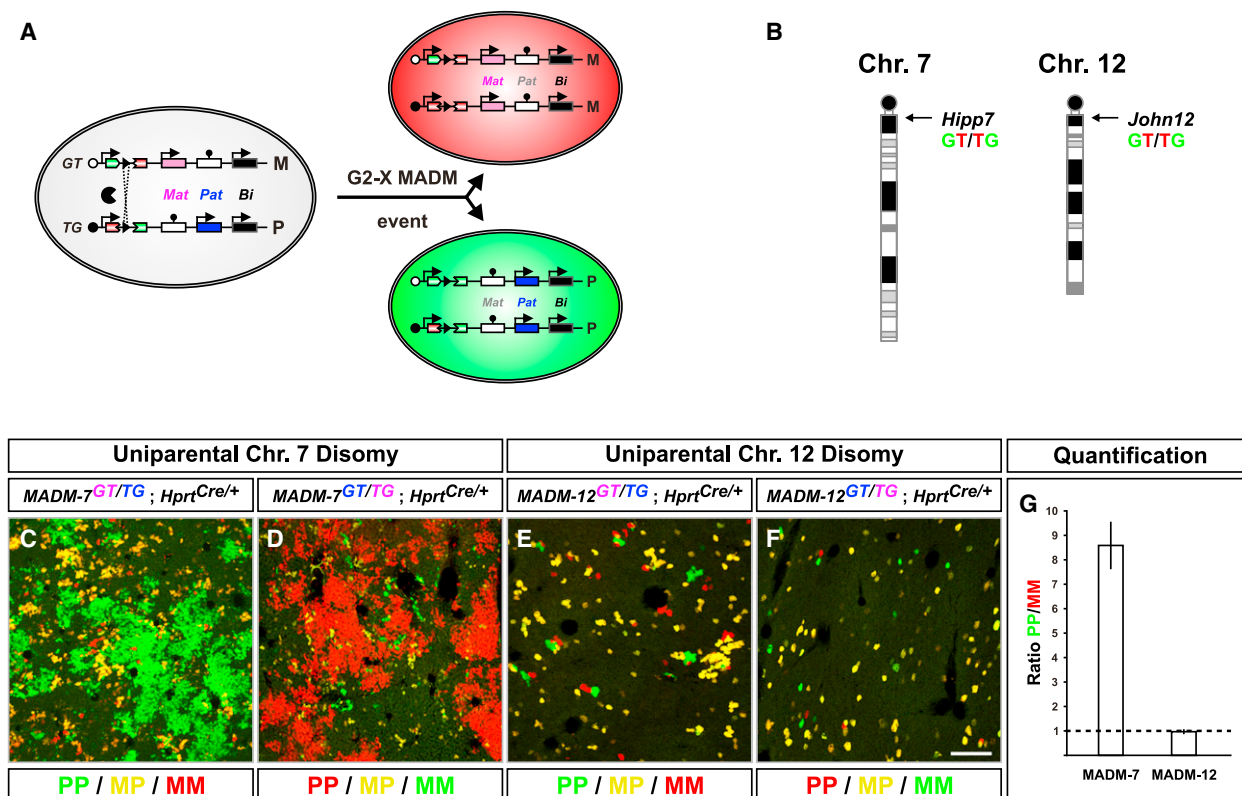 A
GT
TG
Mat Pat Bi
M
P
G2-X MADM
event
Mat Pat Bi
M
M
Mat Pat Bi
P
P
B
Chr. 7
Hipp7
GT/TG
Chr. 12
John12
GT/TG
Uniparental Chr. 7 Disomy
Uniparental Chr. 12 Disomy
Quantification
MADM-7GT/TG ; HprtCre/+
MADM-7GT/TG ; HprtCre/+
MADM-12GT/TG ; HprtCre/+
MADM-12GT/TG ; HprtCre/+
C
D
E
F
G
Ratio PP/MM
10
9
8
7
6
5
4
3
2
1
MADM-7
MADM-12
PP / MP / MM
PP / MP / MM
PP / MP / MM
PP / MP / MM